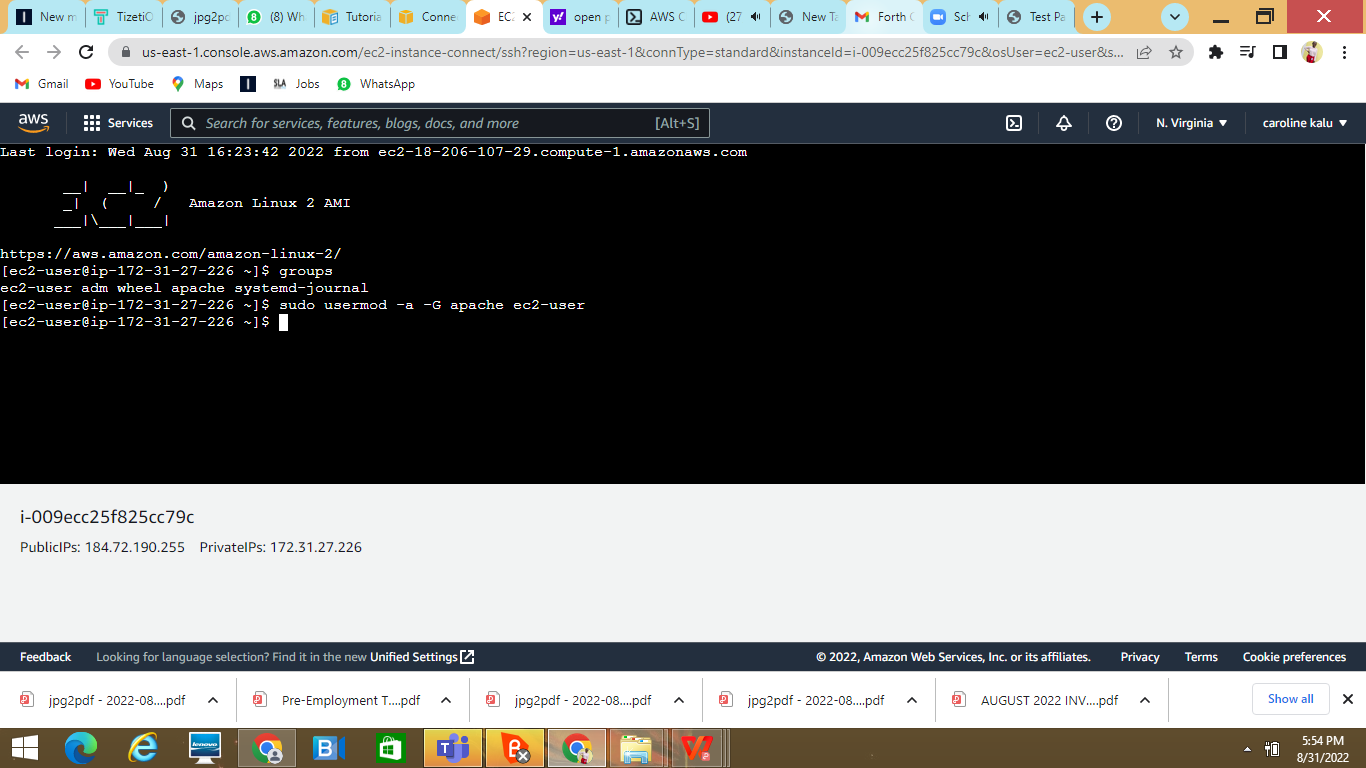 New m
TizetiO
jpg2pd
(8) Wh
Tutoria
Conne
EC2
open p
AWS C
(27
New Ta
Forth C
Sch
Test Pa
us-east-1.console.aws.amazon.com/ec2-instance-connect/ssh?region=us-east-1&connType=standard&instanceId=i-009ecc25f825cc79c&osUser=ec2-user&s...
Gmail
YouTube
Maps
SLA Jobs
8 WhatsApp
aws
Services
Search for services, features, blogs, docs, and more [Alt+S]
N. Virginia
caroline kalu
Last login: Wed Aug 31 16:23:42 2022 from ec2-18-206-107-29.compute-1.amazonaws.com
__| __|_ )
_| ( / Amazon Linux 2 AMI
___|\___|___|
https://aws.amazon.com/amazon-linux-2/
[ec2-user@ip-172-31-27-226 ~]$ groups
ec2-user adm wheel apache systemd-journal
[ec2-user@ip-172-31-27-226 ~]$ sudo usermod -a -G apache ec2-user
[ec2-user@ip-172-31-27-226 ~]$
i-009ecc25f825cc79c
PublicIPs: 184.72.190.255 PrivateIPs: 172.31.27.226
Feedback Looking for language selection? Find it in the new Unified Settings © 2022, Amazon Web Services, Inc. or its affiliates. Privacy Terms Cookie preferences
jpg2pdf - 2022-08....pdf
Pre-Employment T....pdf
jpg2pdf - 2022-08....pdf
jpg2pdf - 2022-08....pdf
AUGUST 2022 INV....pdf
Show all
lenovo
5:54 PM
8/31/2022